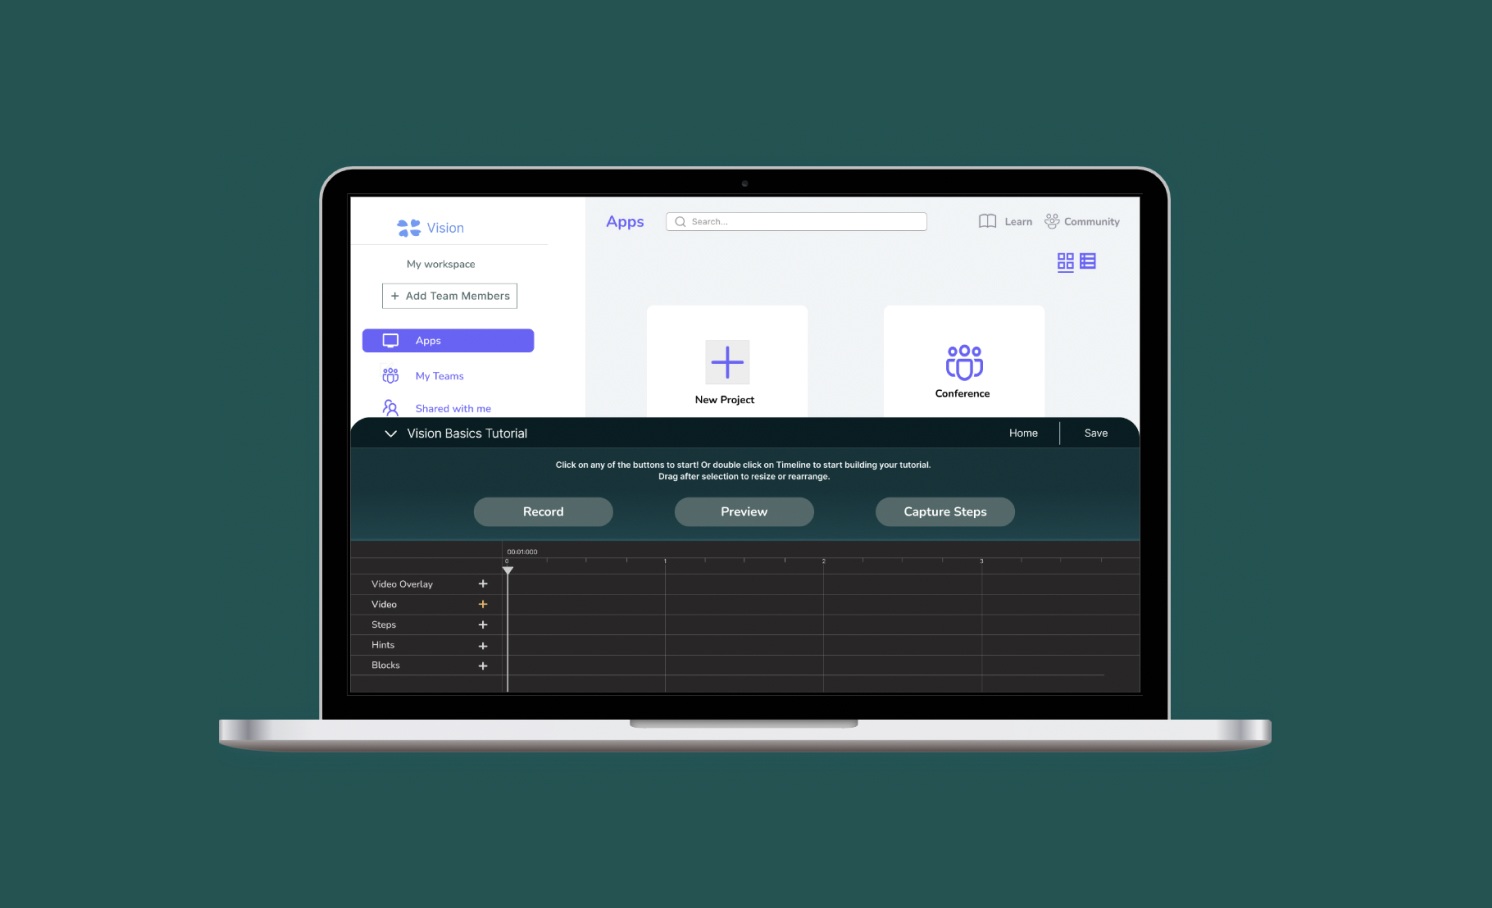 Vision
My workspace
+ Add Team Members
Apps
My Teams
Shared with me
Apps
Search...
Learn
Community
New Project
Conference
Vision Basics Tutorial
Home
Save
Click on any of the buttons to start! Or double click on Timeline to start building your tutorial.
Drag after selection to resize or rearrange.
Record
Preview
Capture Steps
00:01:000
0 1 2 3
Video Overlay +
Video +
Steps +
Hints +
Blocks +